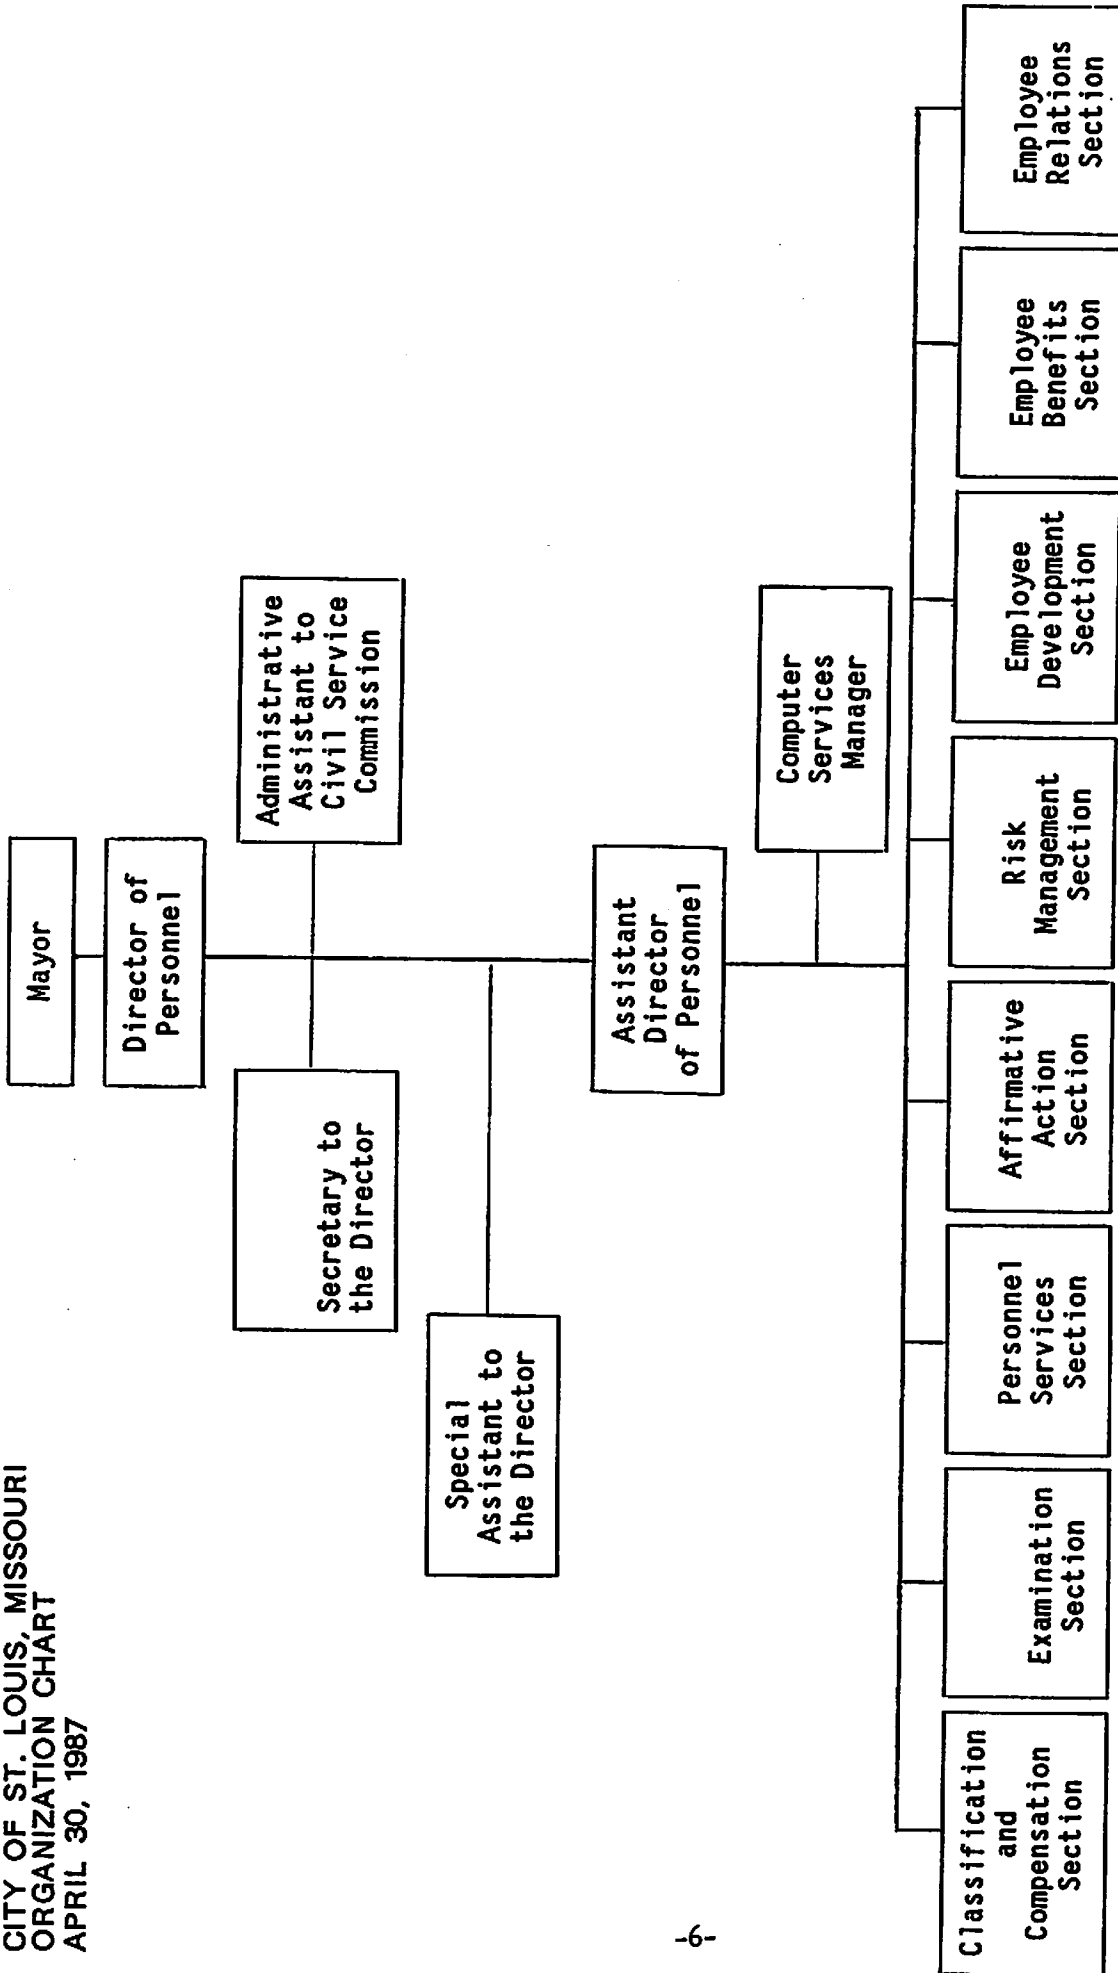 CITY OF ST. LOUIS, MISSOURI
ORGANIZATION CHART
APRIL 30, 1987
Mayor
Director of
Personnel
Secretary to
the Director
Administrative
Assistant to
Civil Service
Commission
Special
Assistant to
the Director
Assistant
Director
of Personnel
Computer
Services
Manager
Classification
and
Compensation
Section
Examination
Section
Personnel
Services
Section
Affirmative
Action
Section
Risk
Management
Section
Employee
Development
Section
Employee
Benefits
Section
Employee
Relations
Section
-6-